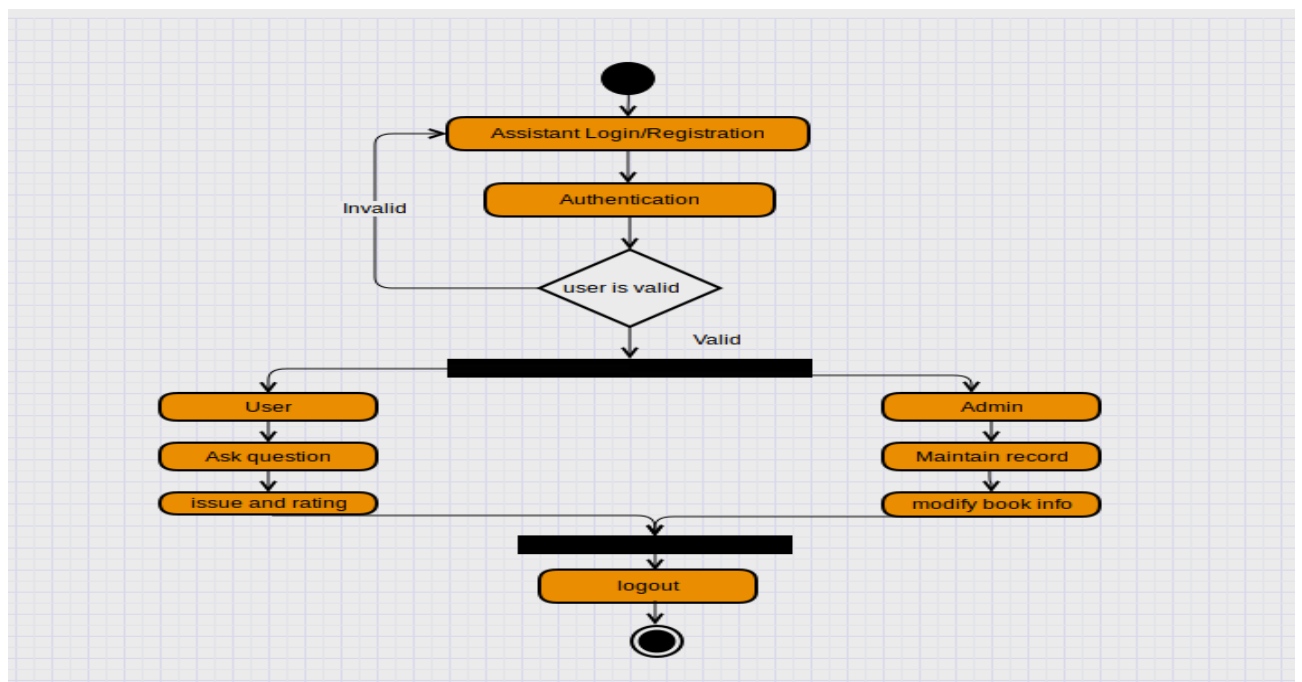 Assistant Login/Registration
Authentication
Invalid
user is valid
Valid
User
Admin
Ask question
Maintain record
issue and rating
modify book info
logout